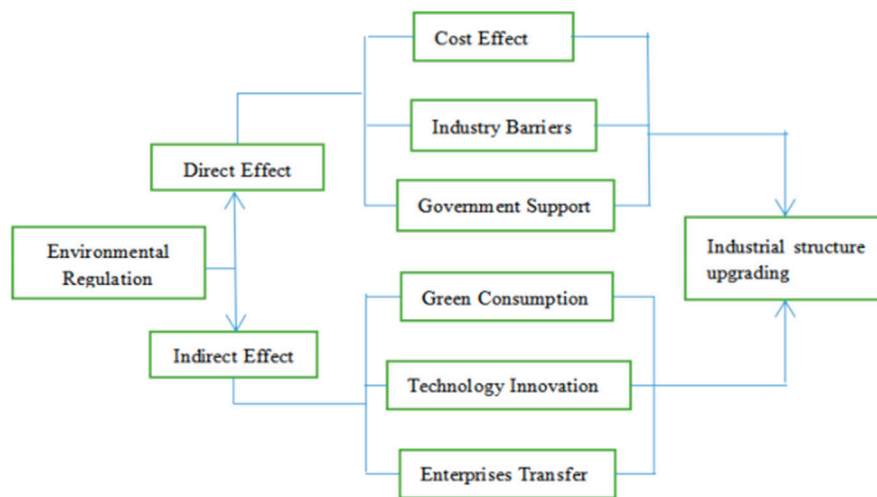 Cost Effect
Industry Barriers
Direct Effect
Government Support
Environmental
Regulation
Industrial structure
upgrading
Green Consumption
Indirect Effect
Technology Innovation
Enterprises Transfer